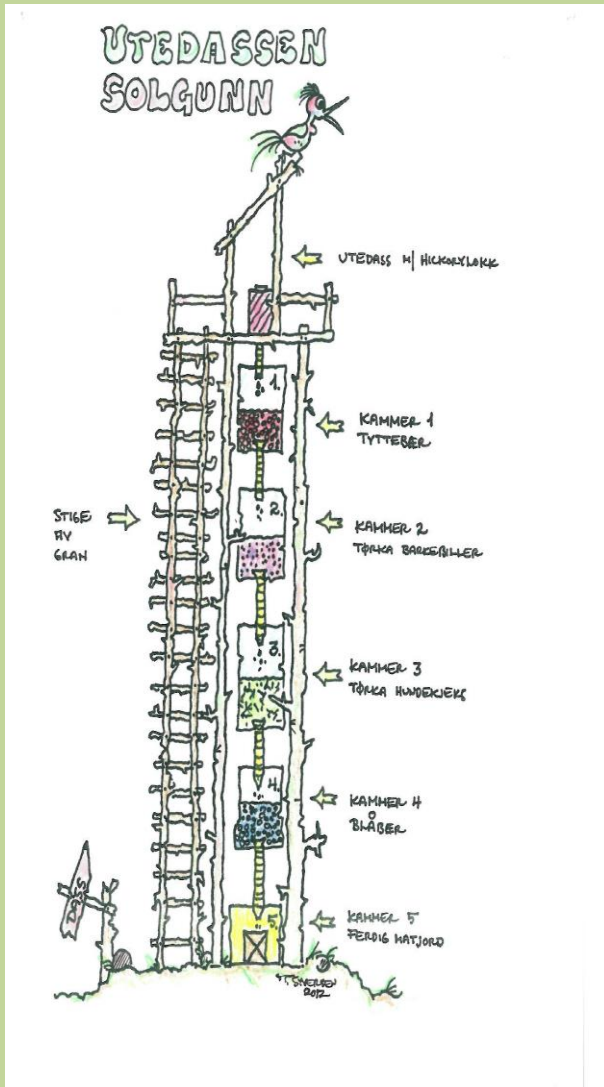 UTEDASSEN
SOLGUNN
UTEDASS M/ HICKORYLOKK
1.
KAMMER 1
TYTTEBÆR
2.
STIGE
AV
GRAN
KAMMER 2
TØRKA BARKEBILLER
3.
KAMMER 3
TØRKA HUNDEKJEKS
4.
KAMMER 4
BLÅBER
5.
KAMMER 5
FERDIG MATJORD
DASS
2012